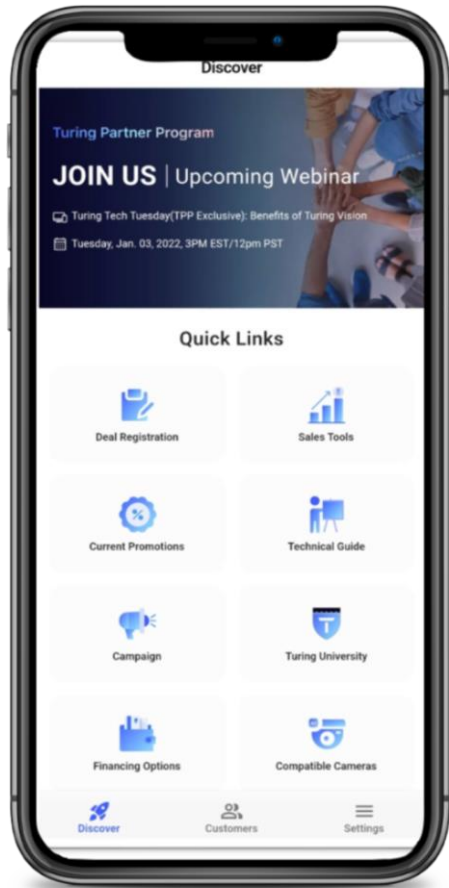 Discover
Turing Partner Program
JOIN US | Upcoming Webinar
Turing Tech Tuesday(TPP Exclusive): Benefits of Turing Vision
Tuesday, Jan. 03, 2022, 3PM EST/12pm PST
Quick Links
Deal Registration
Sales Tools
Current Promotions
Technical Guide
Campaign
T
Turing University
Financing Options
Compatible Cameras
Discover
Customers
Settings